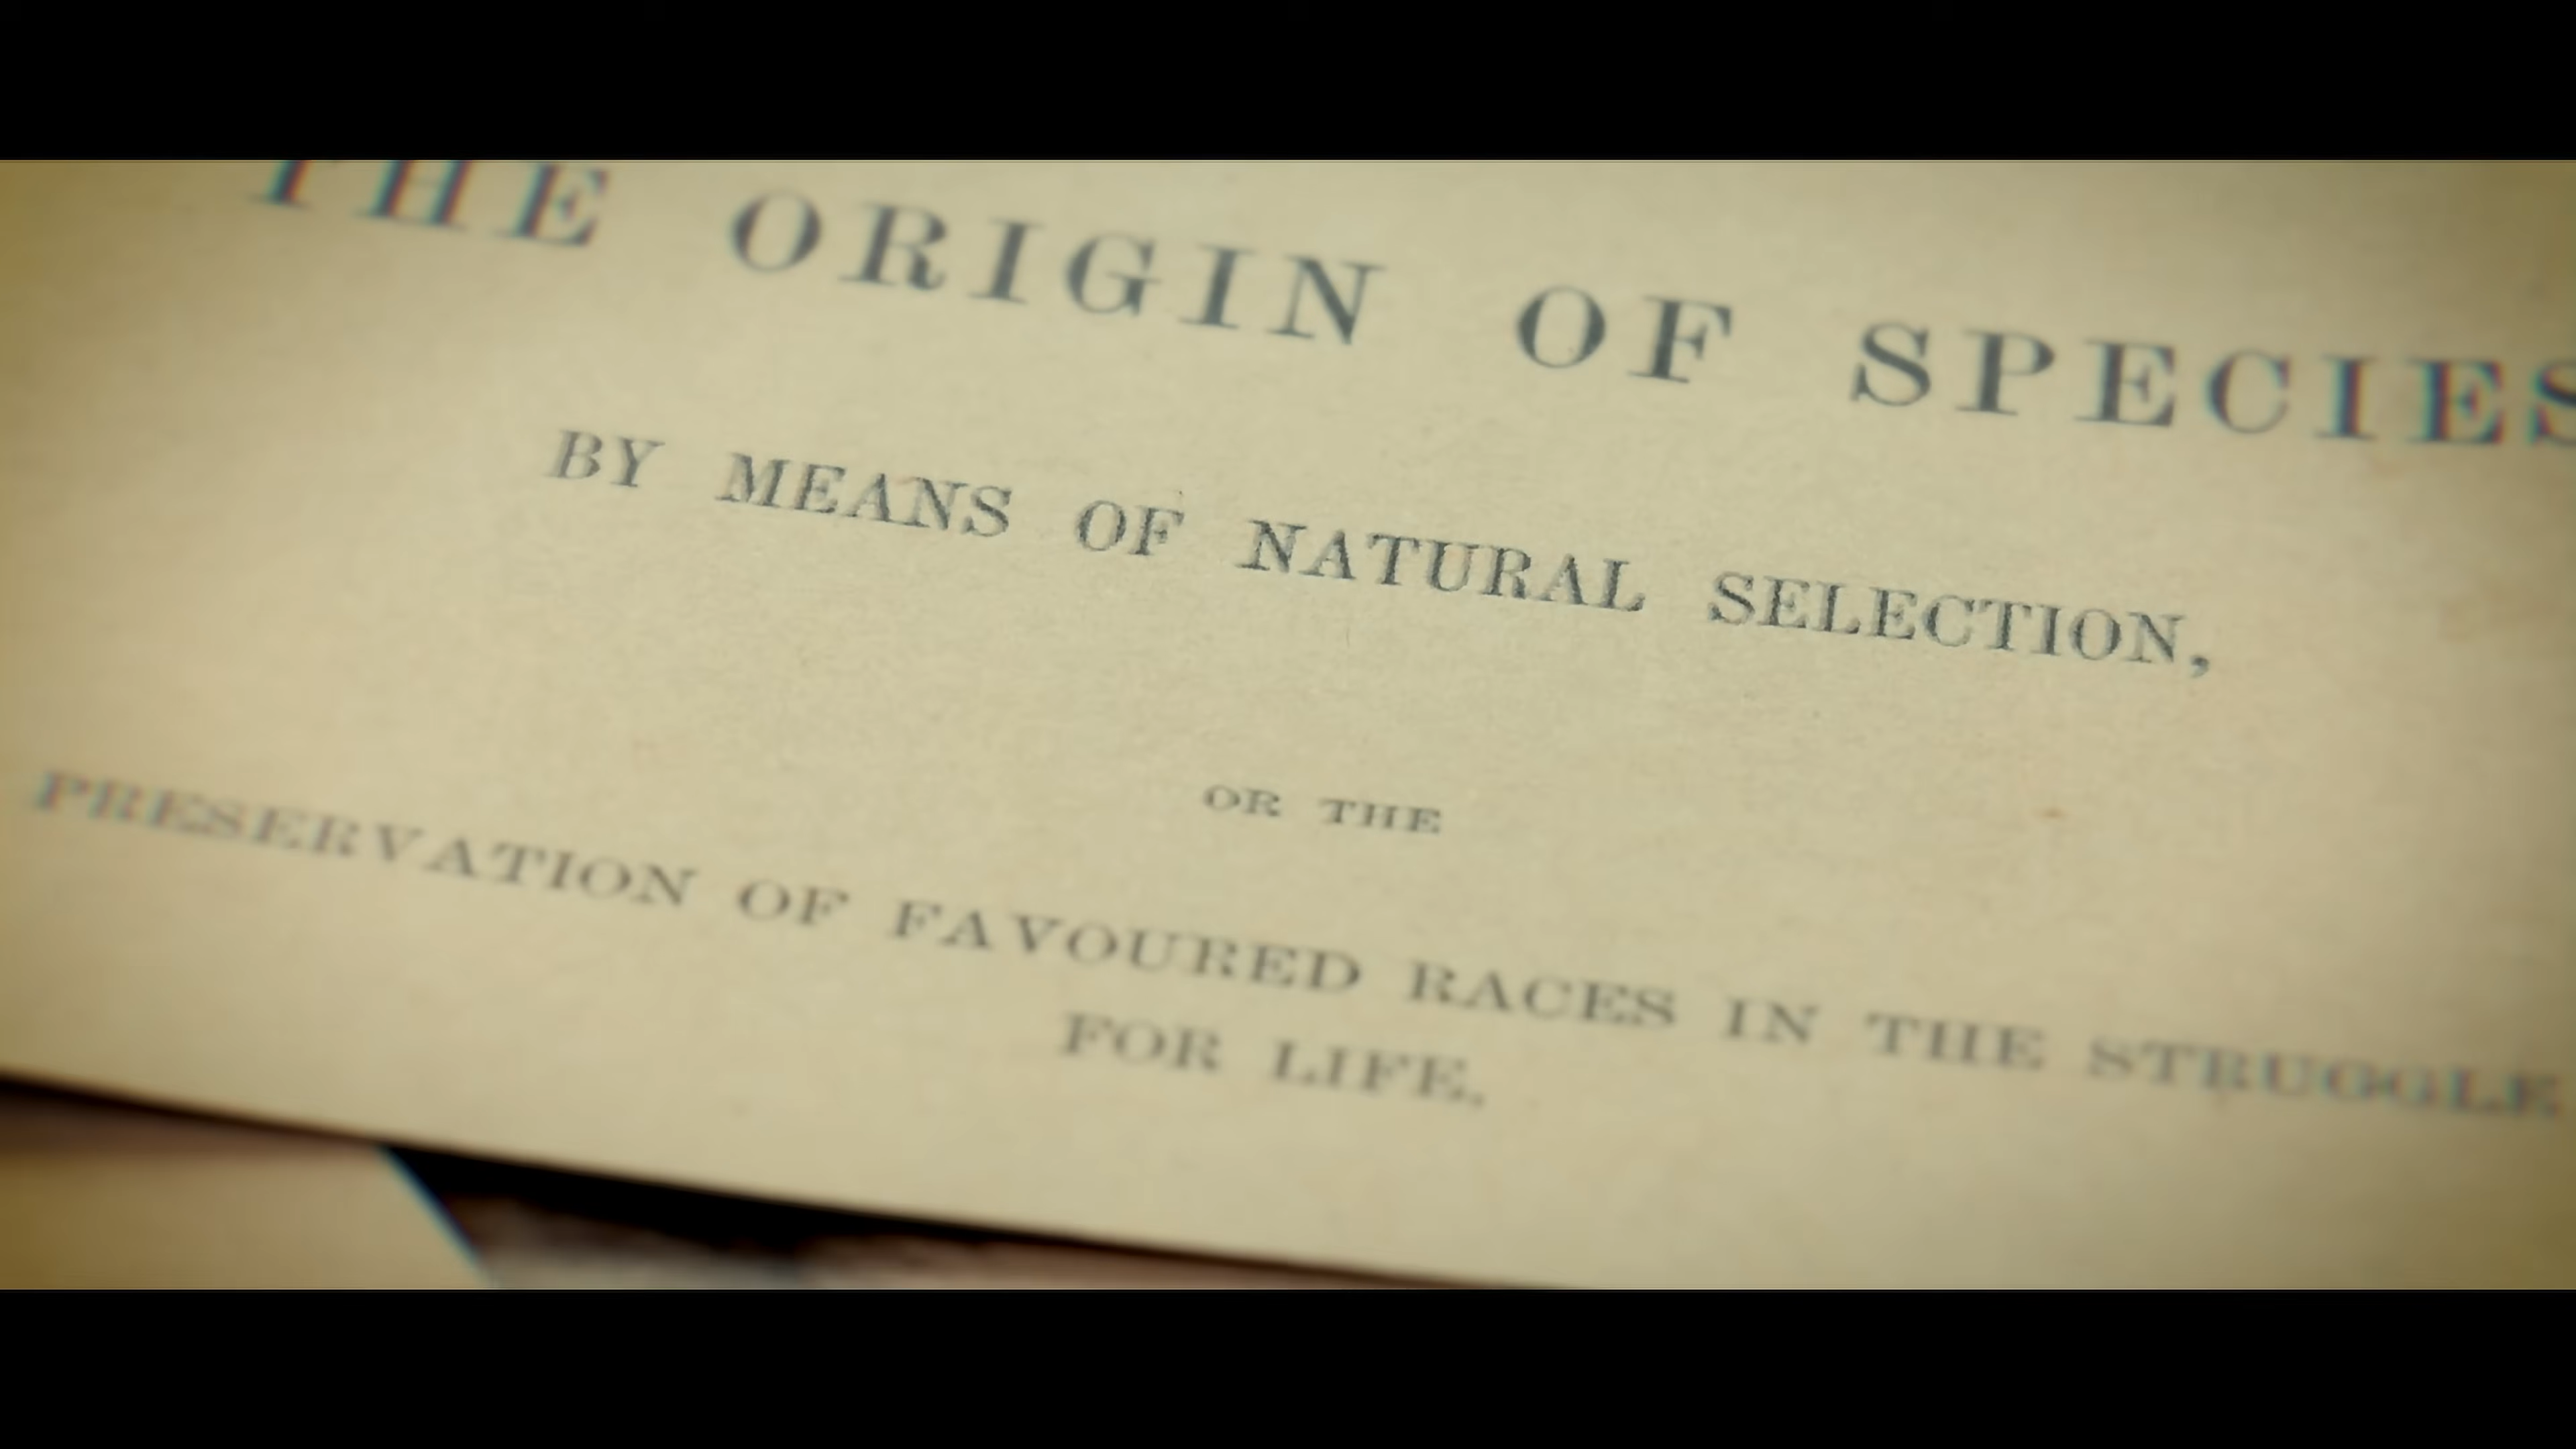 THE ORIGIN OF SPECIES
BY MEANS OF NATURAL SELECTION,
OR THE
PRESERVATION OF FAVOURED RACES IN THE STRUGGLE
FOR LIFE.